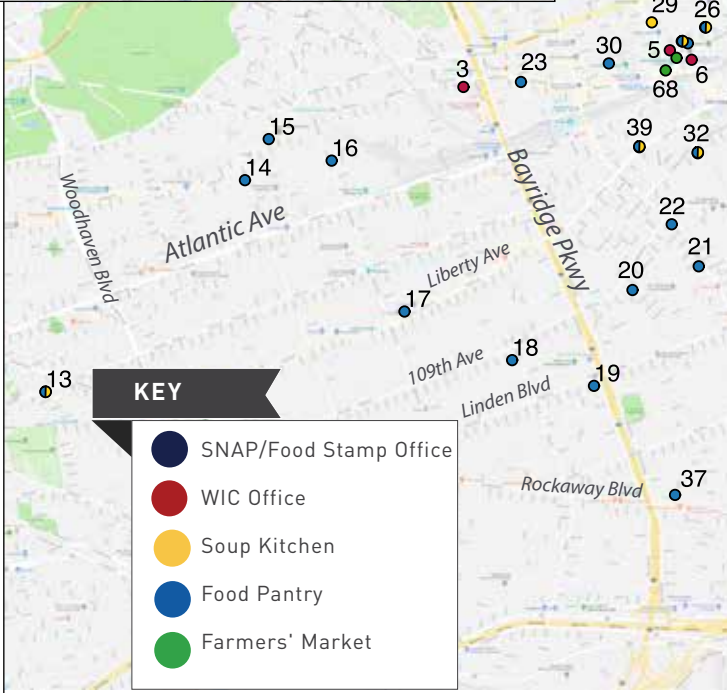 29
26
30
5
23
3
6
68
15
39
32
16
14
Woodhaven Blvd
Bayridge Pkwy
Atlantic Ave
22
21
Liberty Ave
20
17
18
109th Ave
13
19
KEY
Linden Blvd
SNAP/Food Stamp Office
WIC Office
Rockaway Blvd
37
Soup Kitchen
Food Pantry
Farmers' Market